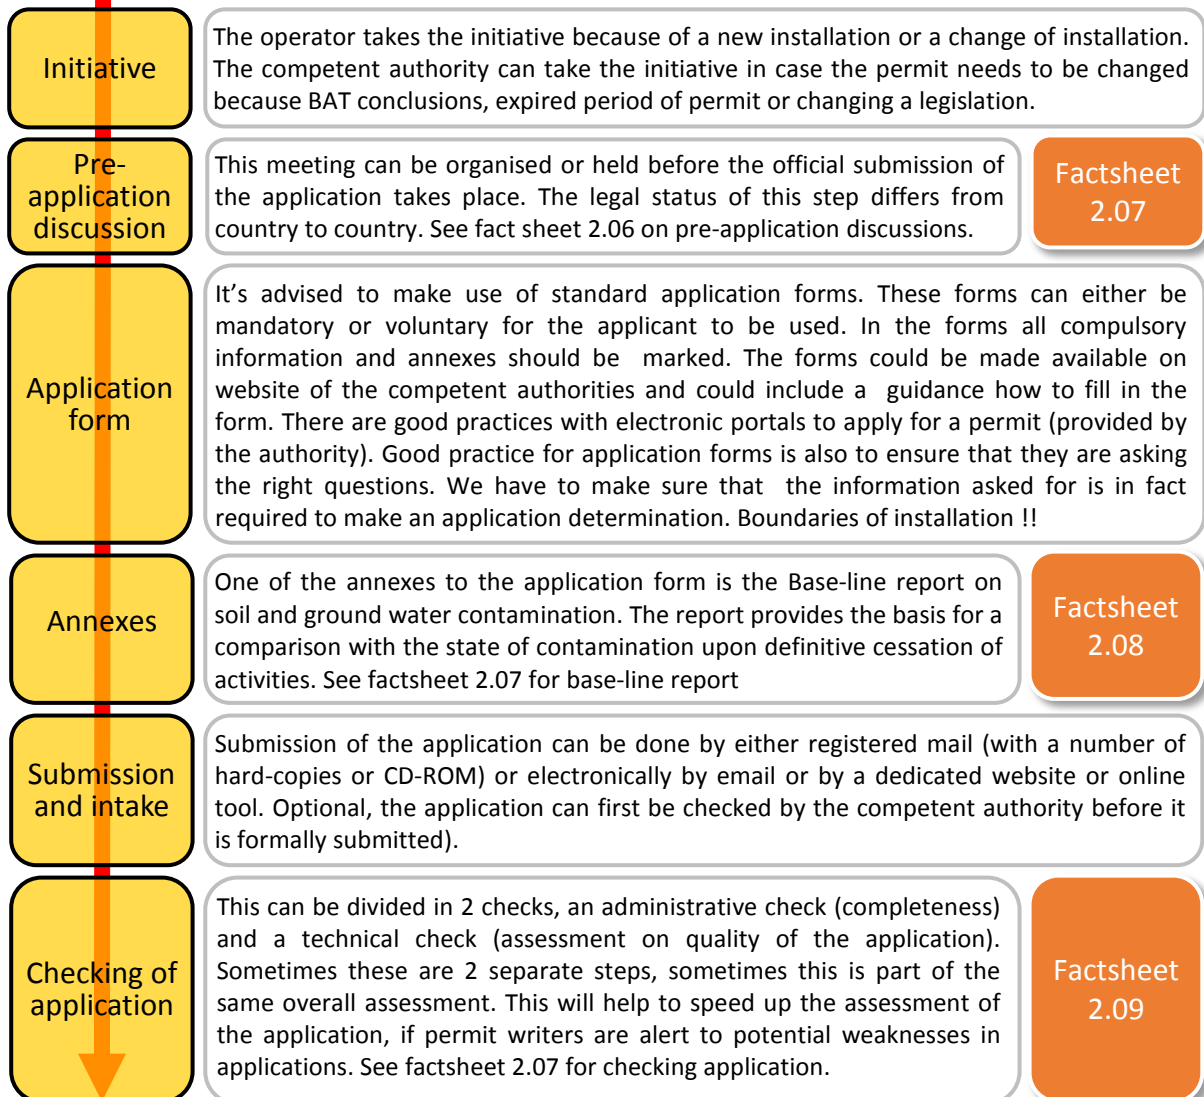 Initiative
The operator takes the initiative because of a new installation or a change of installation.
The competent authority can take the initiative in case the permit needs to be changed
because BAT conclusions, expired period of permit or changing a legislation.
Pre-
application
discussion
This meeting can be organised or held before the official submission of
the application takes place. The legal status of this step differs from
country to country. See fact sheet 2.06 on pre-application discussions.
Factsheet
2.07
Application
form
It's advised to make use of standard application forms. These forms can either be
mandatory or voluntary for the applicant to be used. In the forms all compulsory
information and annexes should be marked. The forms could be made available on
website of the competent authorities and could include a guidance how to fill in the
form. There are good practices with electronic portals to apply for a permit (provided by
the authority). Good practice for application forms is also to ensure that they are asking
the right questions. We have to make sure that the information asked for is in fact
required to make an application determination. Boundaries of installation !!
Annexes
One of the annexes to the application form is the Base-line report on
soil and ground water contamination. The report provides the basis for a
comparison with the state of contamination upon definitive cessation of
activities. See factsheet 2.07 for base-line report
Factsheet
2.08
Submission
and intake
Submission of the application can be done by either registered mail (with a number of
hard-copies or CD-ROM) or electronically by email or by a dedicated website or online
tool. Optional, the application can first be checked by the competent authority before it
is formally submitted).
Checking of
application
This can be divided in 2 checks, an administrative check (completeness)
and a technical check (assessment on quality of the application).
Sometimes these are 2 separate steps, sometimes this is part of the
same overall assessment. This will help to speed up the assessment of
the application, if permit writers are alert to potential weaknesses in
applications. See factsheet 2.07 for checking application.
Factsheet
2.09